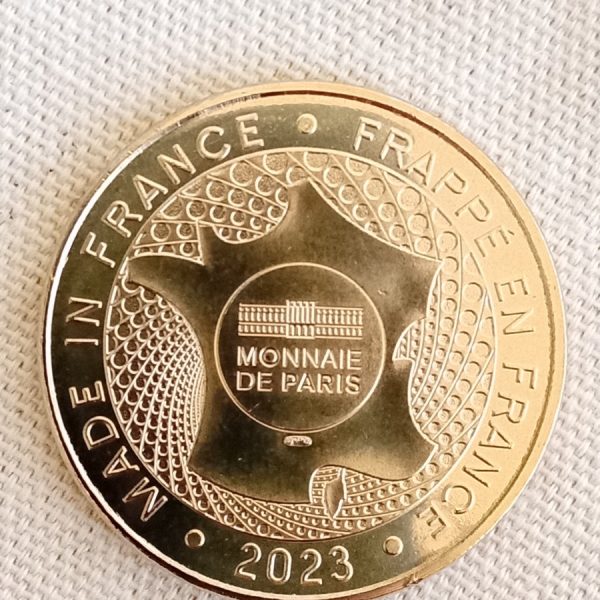 MADE IN FRANCE • FRAPPÉ EN FRANCE
MONNAIE
DE PARIS
• 2023 •